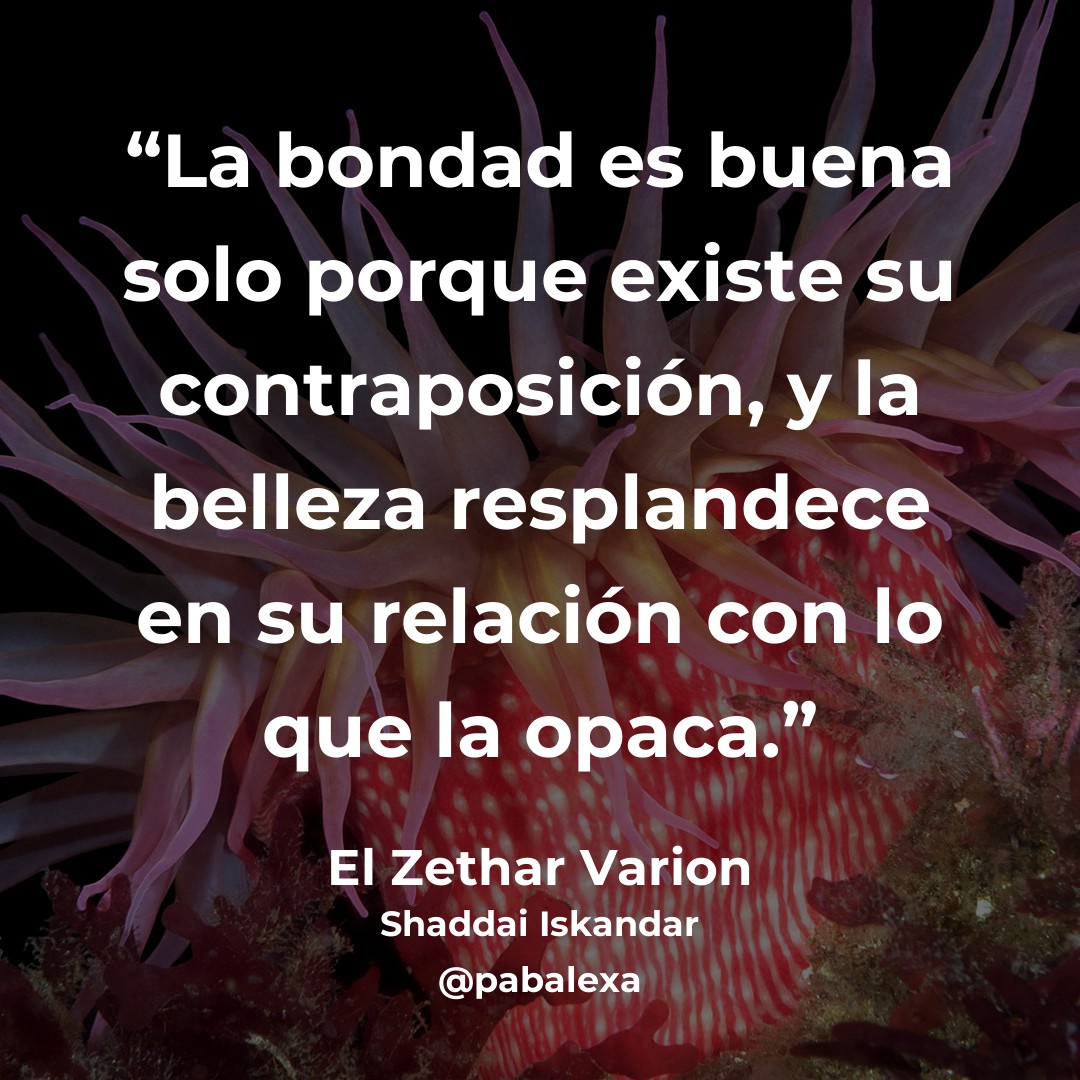 “La bondad es buena
solo porque existe su
contraposición, y la
belleza resplandece
en su relación con lo
que la opaca.”
El Zethar Varion
Shaddai Iskandar
@pabalexa